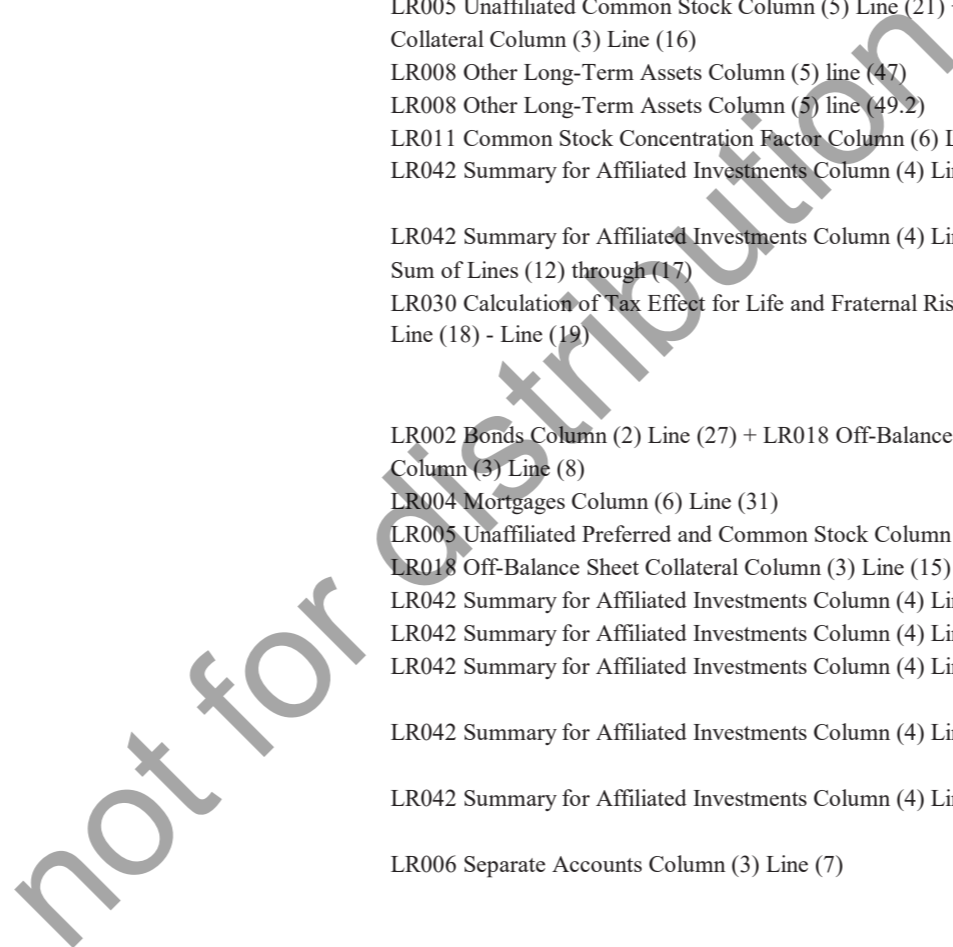 LR005 Unaffiliated Common Stock Column (5) Line (21)
Collateral Column (3) Line (16)
LR008 Other Long-Term Assets Column (5) line (47)
LR008 Other Long-Term Assets Column (5) line (49.2)
LR011 Common Stock Concentration Factor Column (6)
LR042 Summary for Affiliated Investments Column (4)
LR042 Summary for Affiliated Investments Column (4)
Sum of Lines (12) through (17)
LR030 Calculation of Tax Effect for Life and Fraternal
Line (18) - Line (19)
LR002 Bonds Column (2) Line (27) + LR018 Off-Balance
Column (3) Line (8)
LR004 Mortgages Column (6) Line (31)
LR005 Unaffiliated Preferred and Common Stock Column
LR018 Off-Balance Sheet Collateral Column (3) Line (15)
LR042 Summary for Affiliated Investments Column (4)
LR042 Summary for Affiliated Investments Column (4)
LR042 Summary for Affiliated Investments Column (4)
LR042 Summary for Affiliated Investments Column (4)
LR042 Summary for Affiliated Investments Column (4)
LR006 Separate Accounts Column (3) Line (7)
not for distribution